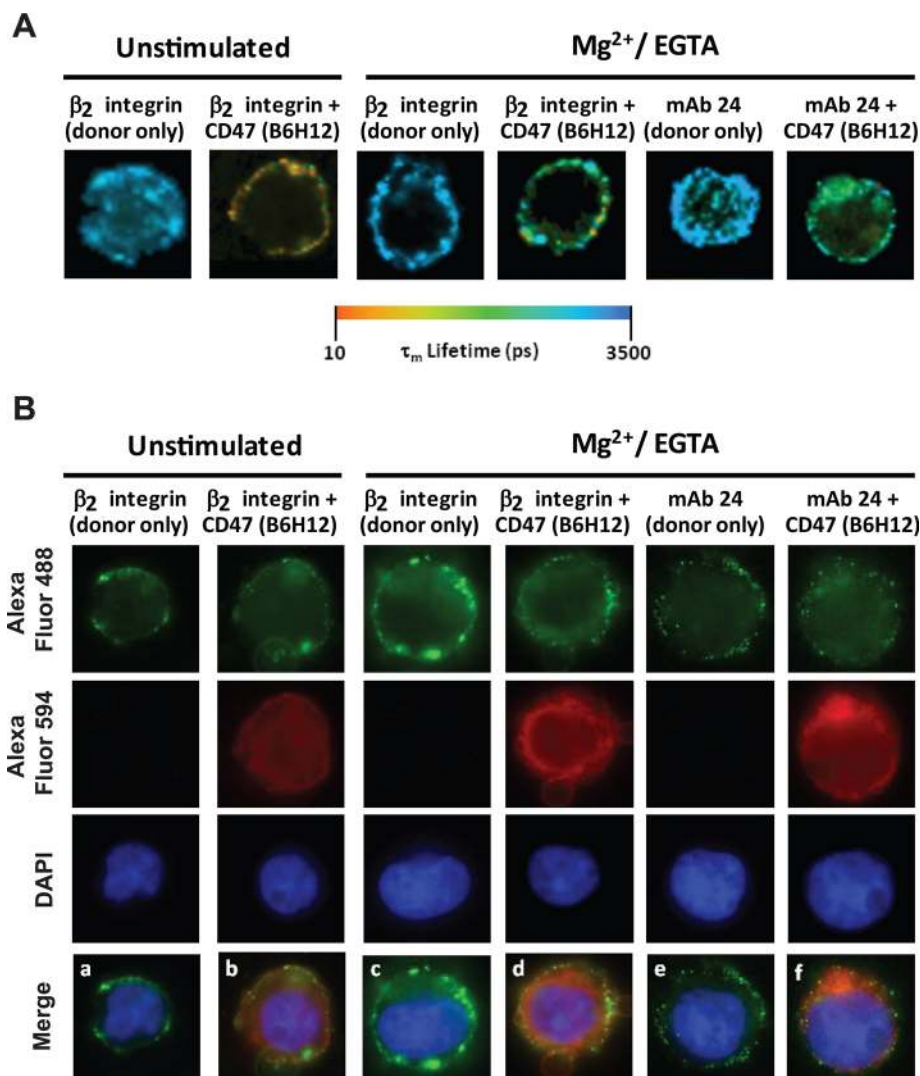 A
Unstimulated
Mg²⁺/ EGTA
β₂ integrin
(donor only)
β₂ integrin +
CD47 (B6H12)
β₂ integrin
(donor only)
β₂ integrin +
CD47 (B6H12)
mAb 24
(donor only)
mAb 24 +
CD47 (B6H12)
10
τₘ Lifetime (ps)
3500
B
Unstimulated
Mg²⁺/ EGTA
β₂ integrin
(donor only)
β₂ integrin +
CD47 (B6H12)
β₂ integrin
(donor only)
β₂ integrin +
CD47 (B6H12)
mAb 24
(donor only)
mAb 24 +
CD47 (B6H12)
Alexa
Fluor 488
Alexa
Fluor 594
DAPI
Merge
a
b
c
d
e
f